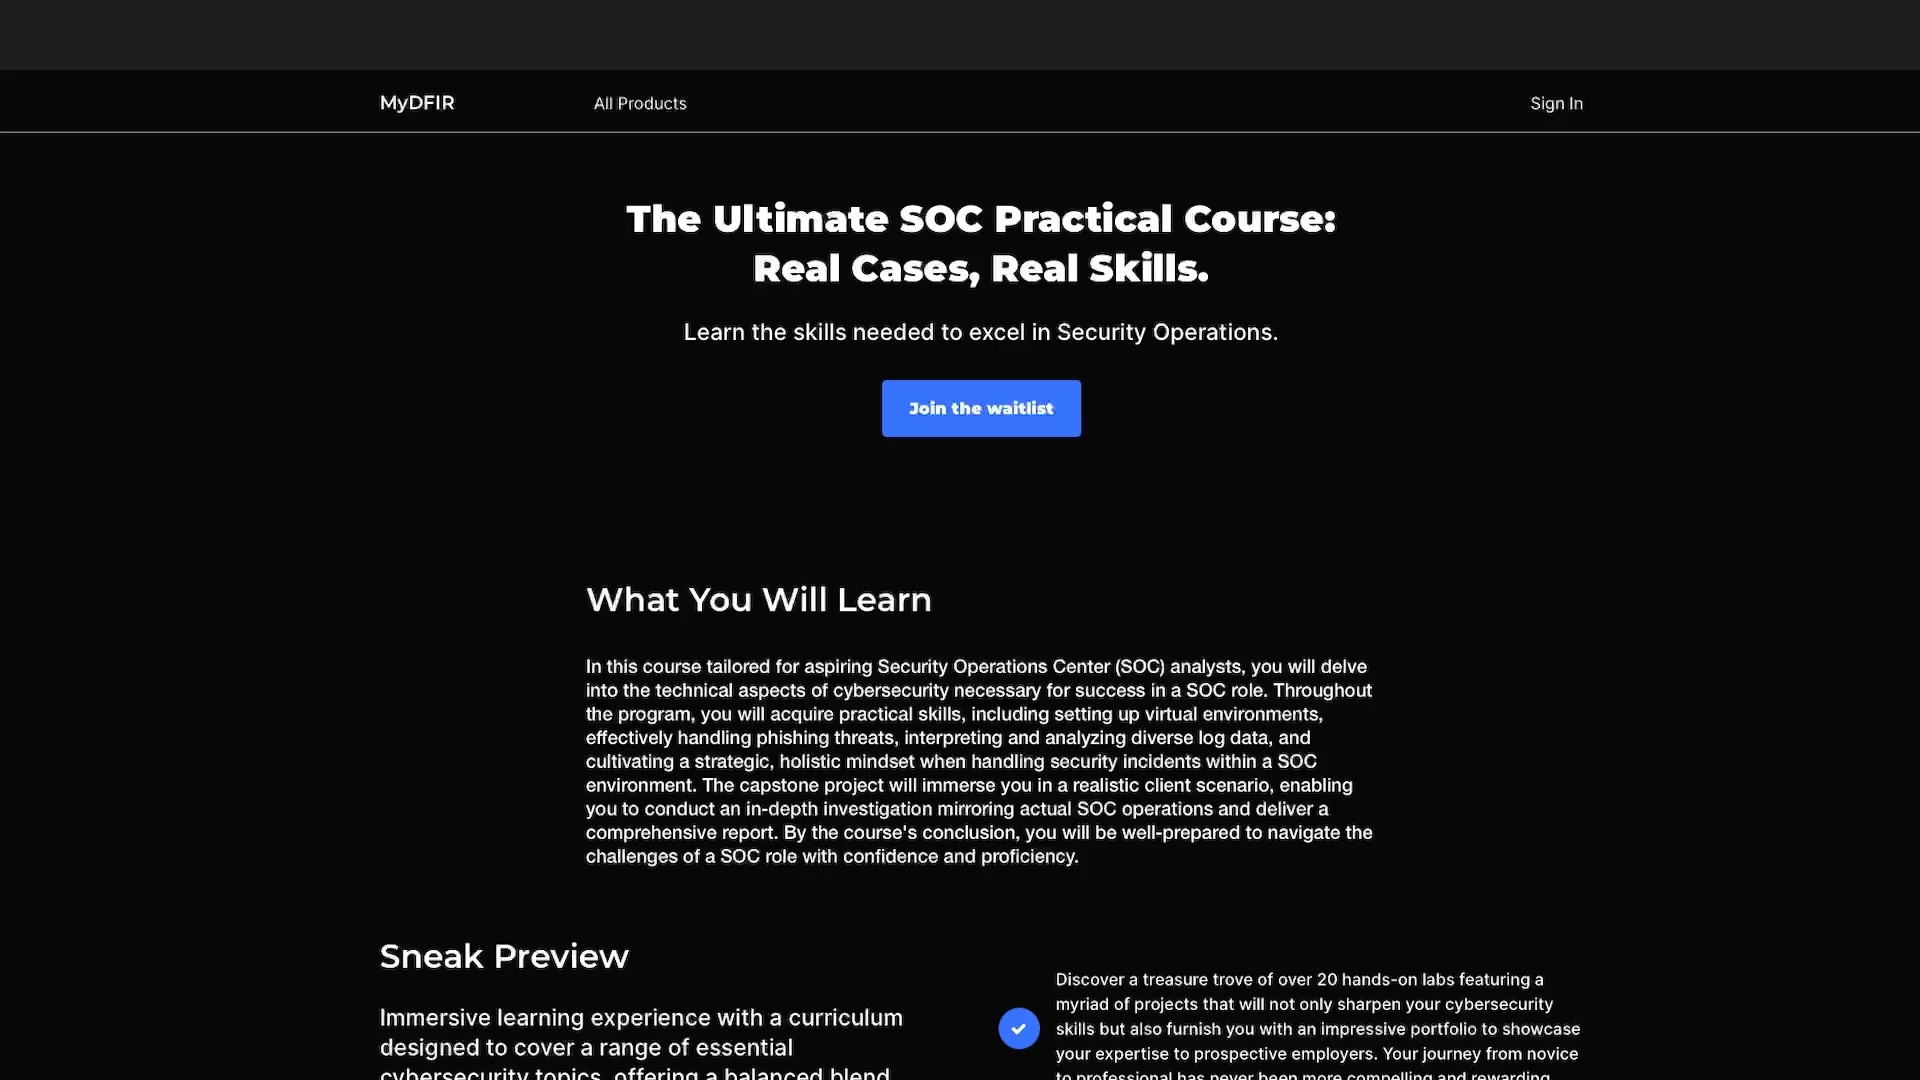 MyDFIR
All Products
Sign In
The Ultimate SOC Practical Course:
Real Cases, Real Skills.
Learn the skills needed to excel in Security Operations.
Join the waitlist
What You Will Learn
In this course tailored for aspiring Security Operations Center (SOC) analysts, you will delve
into the technical aspects of cybersecurity necessary for success in a SOC role. Throughout
the program, you will acquire practical skills, including setting up virtual environments,
effectively handling phishing threats, interpreting and analyzing diverse log data, and
cultivating a strategic, holistic mindset when handling security incidents within a SOC
environment. The capstone project will immerse you in a realistic client scenario, enabling
you to conduct an in-depth investigation mirroring actual SOC operations and deliver a
comprehensive report. By the course's conclusion, you will be well-prepared to navigate the
challenges of a SOC role with confidence and proficiency.
Sneak Preview
Immersive learning experience with a curriculum
designed to cover a range of essential
cybersecurity topics, offering a balanced blend
Discover a treasure trove of over 20 hands-on labs featuring a
myriad of projects that will not only sharpen your cybersecurity
skills but also furnish you with an impressive portfolio to showcase
your expertise to prospective employers. Your journey from novice
to professional has never been more compelling and rewarding